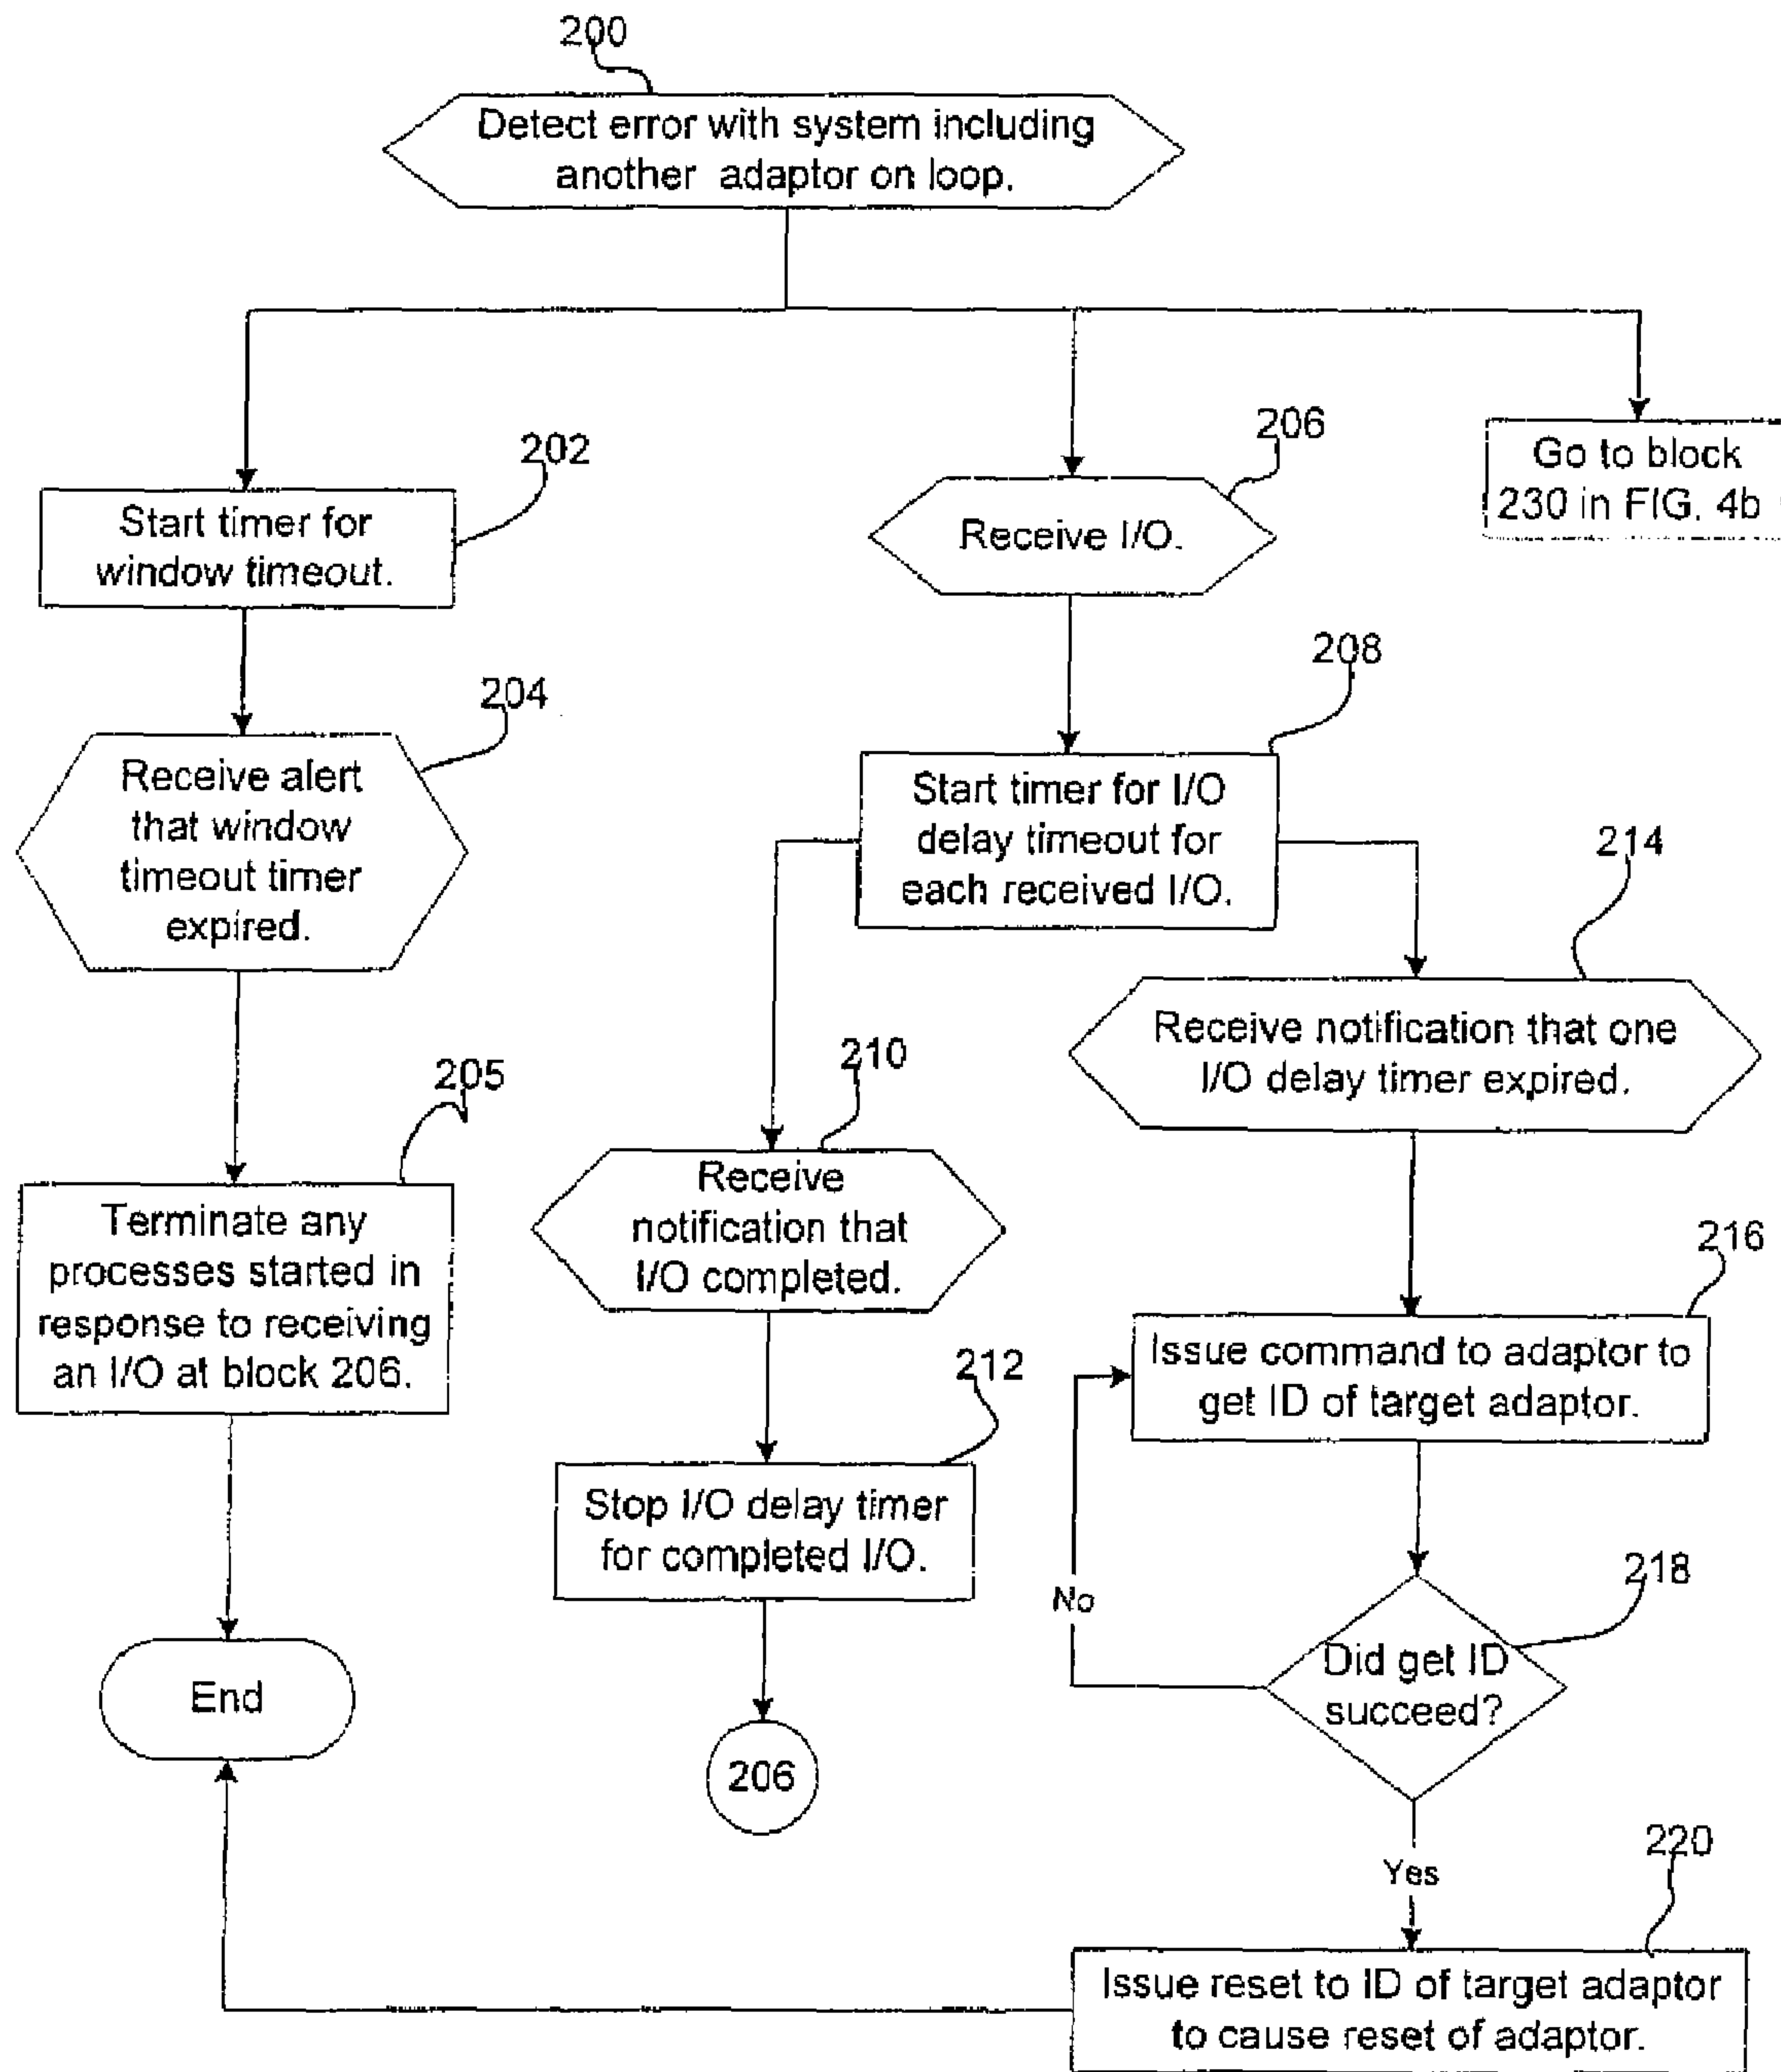 200
Detect error with system including
another adaptor on loop.
202
Start timer for
window timeout.
206
Receive I/O.
Go to block
230 in FIG. 4b
204
Receive alert
that window
timeout timer
expired.
208
Start timer for I/O
delay timeout for
each received I/O.
214
Receive notification that one
I/O delay timer expired.
205
Terminate any
processes started in
response to receiving
an I/O at block 206.
210
Receive
notification that
I/O completed.
216
Issue command to adaptor to
get ID of target adaptor.
212
Stop I/O delay timer
for completed I/O.
No
218
Did get ID
succeed?
End
206
Yes
220
Issue reset to ID of target adaptor
to cause reset of adaptor.